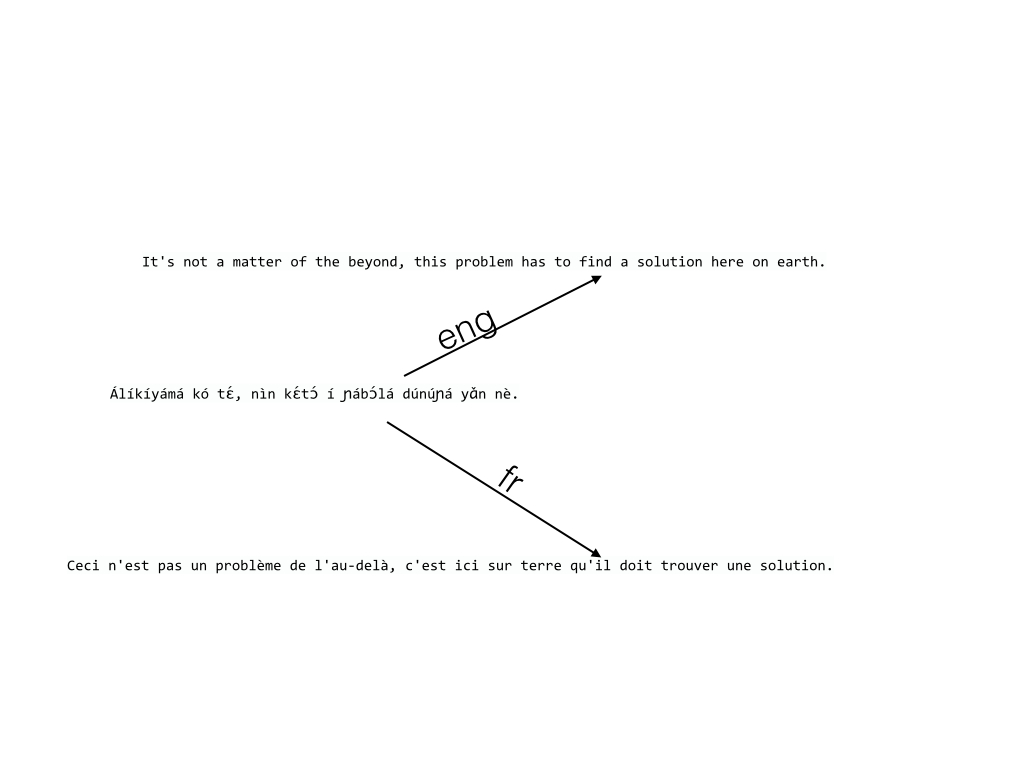 It's not a matter of the beyond, this problem has to find a solution here on earth.
eng
Álíkíyámá kó tɛ́, nìn kɛ́tɔ́ í ɲábɔ́lá dúnúɲá yǎn nè.
fr
Ceci n'est pas un problème de l'au-delà, c'est ici sur terre qu'il doit trouver une solution.